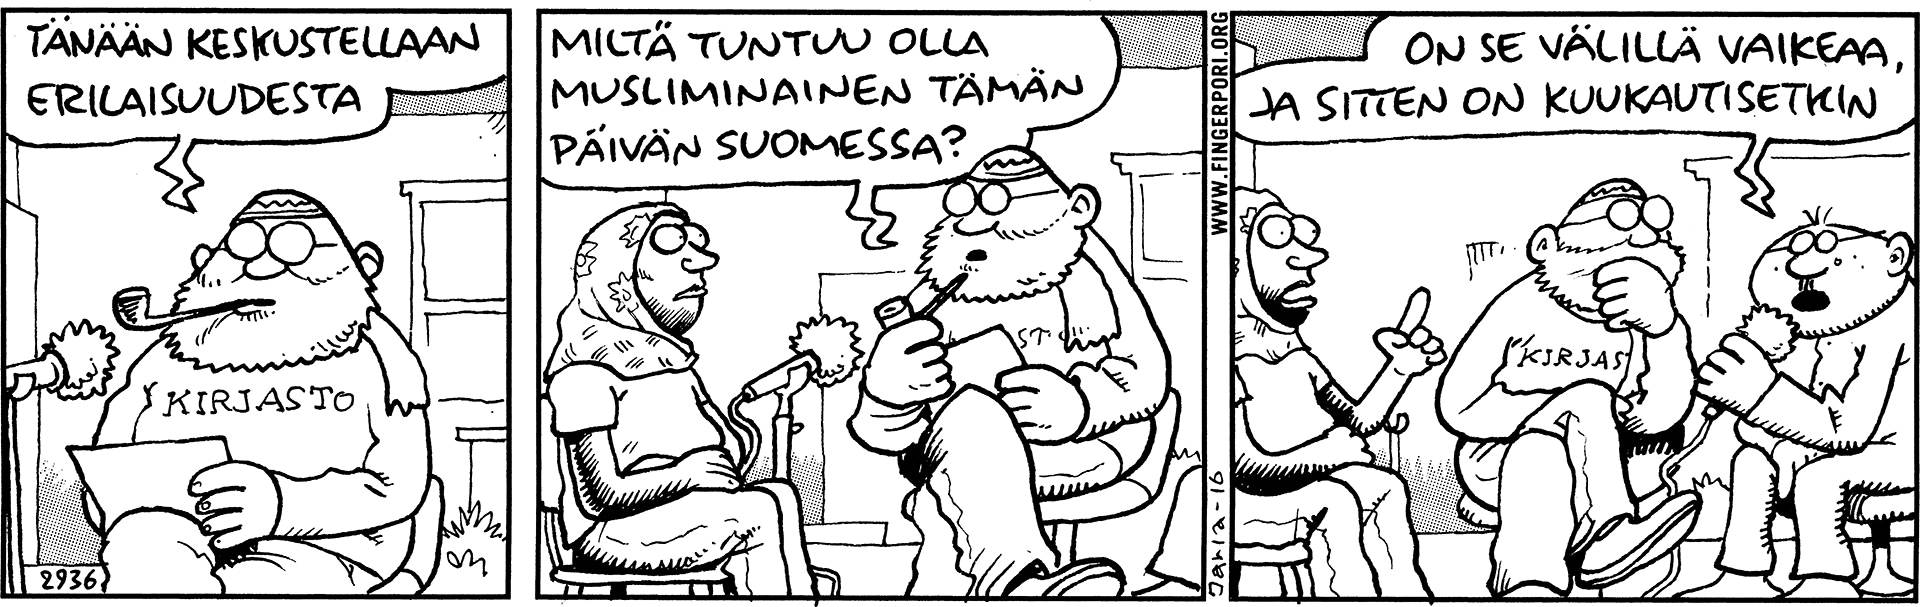 TÄNÄÄN KESKUSTELLAAN
ERILAISUUDESTA
KIRJASTO
2936
MILTÄ TUNTUU OLLA
MUSLIMINAINEN TÄMÄN
PÄIVÄN SUOMESSA?
ST
WWW.FINGERPORI.ORG
Jarla-16
ON SE VÄLILLÄ VAIKEAA,
JA SITTEN ON KUUKAUTISETKIN
KIRJAS